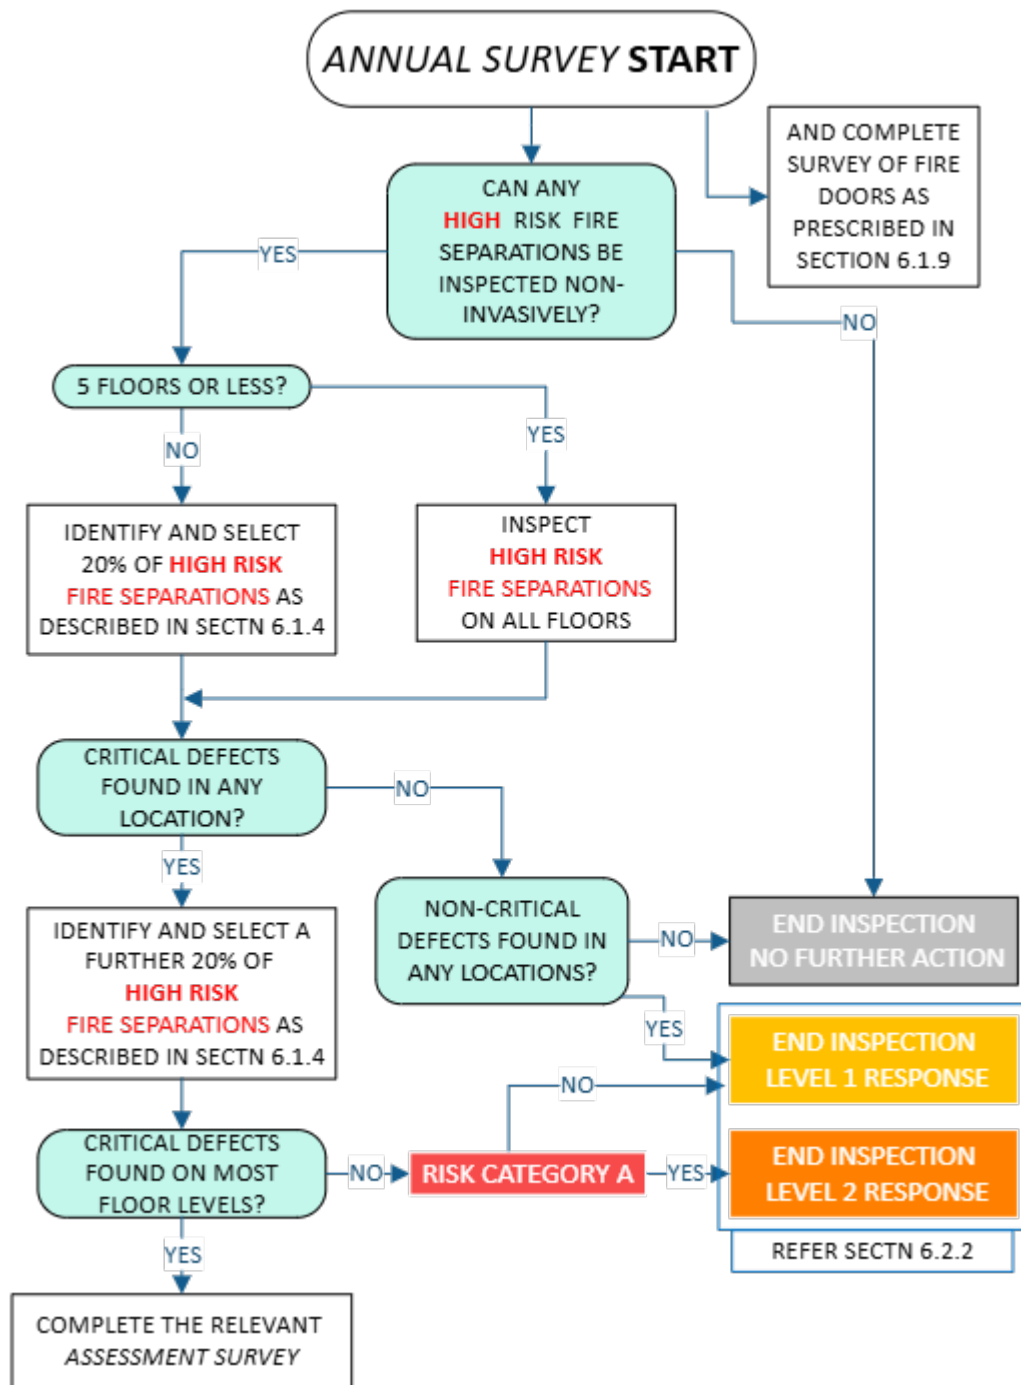 ANNUAL SURVEY START
AND COMPLETE
SURVEY OF FIRE
DOORS AS
PRESCRIBED IN
SECTION 6.1.9
CAN ANY
HIGH RISK FIRE
SEPARATIONS BE
INSPECTED NON-
INVASIVELY?
YES
NO
5 FLOORS OR LESS?
NO
YES
IDENTIFY AND SELECT
20% OF HIGH RISK
FIRE SEPARATIONS AS
DESCRIBED IN SECTN 6.1.4
INSPECT
HIGH RISK
FIRE SEPARATIONS
ON ALL FLOORS
CRITICAL DEFECTS
FOUND IN ANY
LOCATION?
NO
YES
NON-CRITICAL
DEFECTS FOUND IN
ANY LOCATIONS?
NO
END INSPECTION
NO FURTHER ACTION
IDENTIFY AND SELECT A
FURTHER 20% OF
HIGH RISK
FIRE SEPARATIONS AS
DESCRIBED IN SECTN 6.1.4
YES
END INSPECTION
LEVEL 1 RESPONSE
NO
CRITICAL DEFECTS
FOUND ON MOST
FLOOR LEVELS?
NO
RISK CATEGORY A
YES
END INSPECTION
LEVEL 2 RESPONSE
REFER SECTN 6.2.2
YES
COMPLETE THE RELEVANT
ASSESSMENT SURVEY